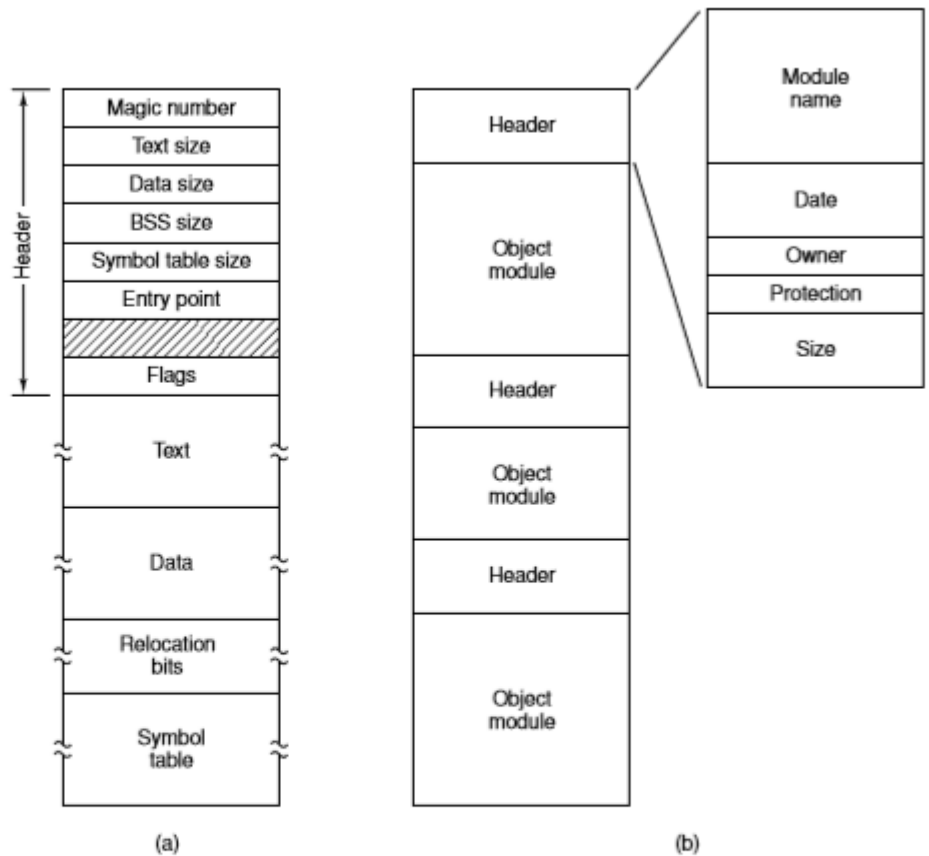 Header
Magic number
Text size
Data size
BSS size
Symbol table size
Entry point
Flags
Text
Data
Relocation
bits
Symbol
table
(a)
Header
Object
module
Header
Object
module
Header
Object
module
Module
name
Date
Owner
Protection
Size
(b)